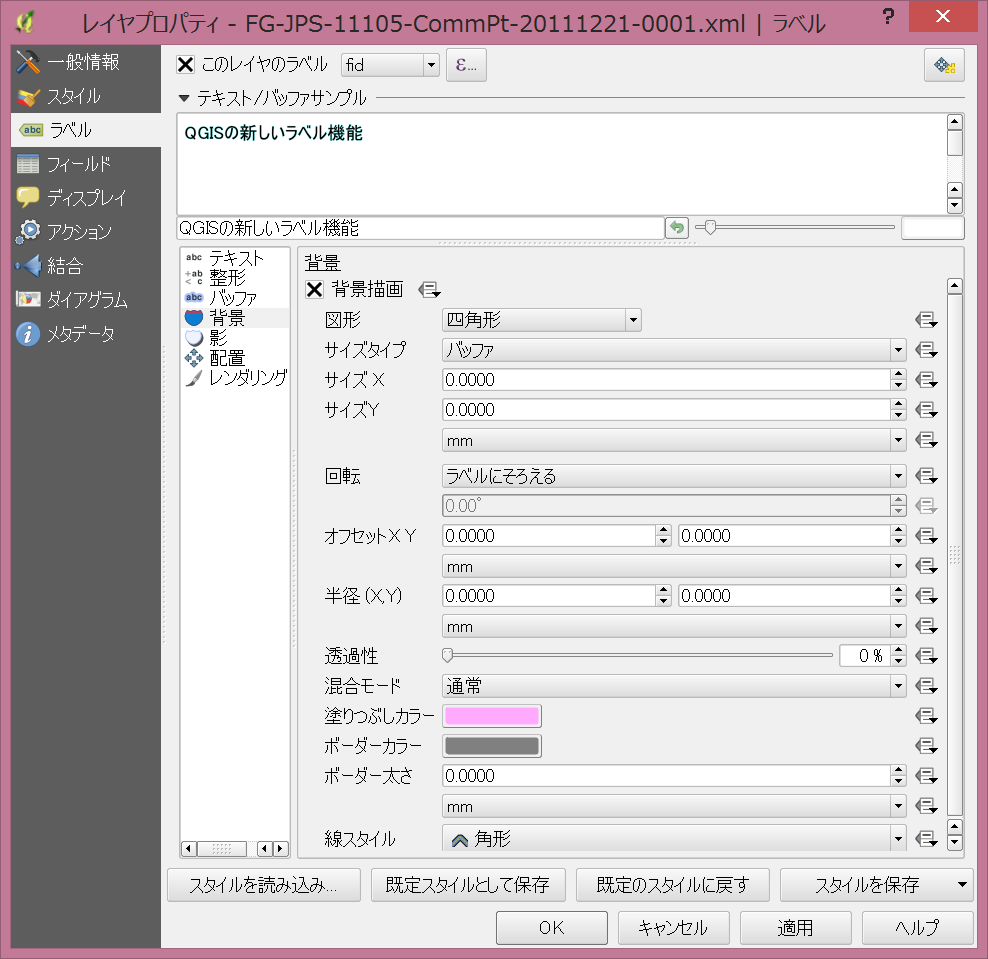 レイヤプロパティ - FG-JPS-11105-CommPt-20111221-0001.xml | ラベル
?
一般情報
スタイル
abc ラベル
フィールド
ディスプレイ
アクション
結合
ダイアグラム
i メタデータ
このレイヤのラベル fid ε...
テキスト/バッファサンプル
QGISの新しいラベル機能
QGISの新しいラベル機能
abc テキスト
+ab < c 整形
abc バッファ
背景
影
配置
レンダリング
背景
背景描画
図形 四角形
サイズタイプ バッファ
サイズ X 0.0000
サイズY 0.0000
mm
回転 ラベルにそろえる
0.00°
オフセットX Y 0.0000 0.0000
mm
半径 (X,Y) 0.0000 0.0000
mm
透過性 0 %
混合モード 通常
塗りつぶしカラー
ボーダーカラー
ボーダー太さ 0.0000
mm
線スタイル 角形
スタイルを読み込み... 既定スタイルとして保存 既定のスタイルに戻す スタイルを保存
OK キャンセル 適用 ヘルプ